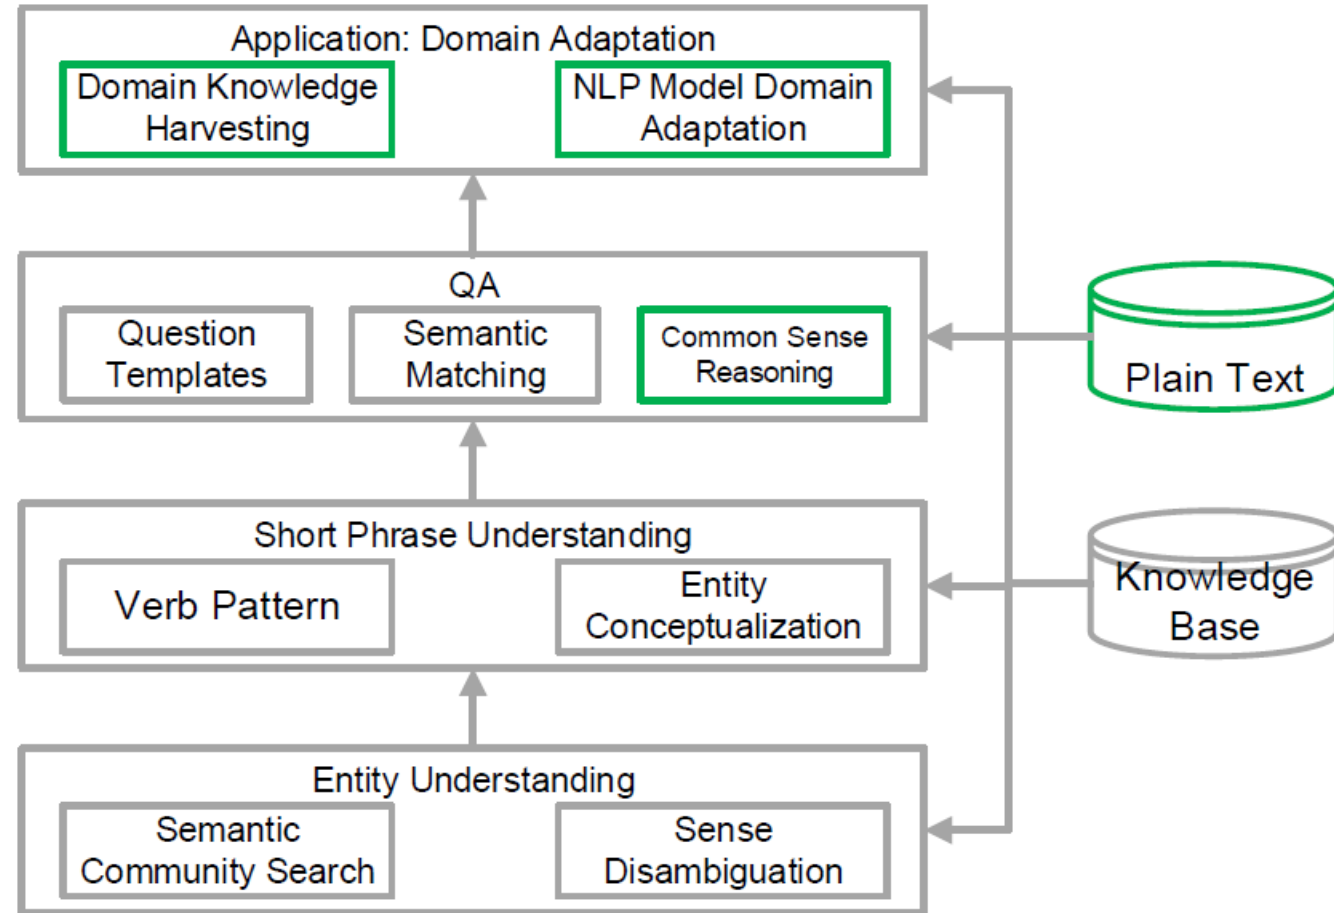 Application: Domain Adaptation
Domain Knowledge
Harvesting
NLP Model Domain
Adaptation
QA
Question
Templates
Semantic
Matching
Common Sense
Reasoning
Plain Text
Short Phrase Understanding
Verb Pattern
Entity
Conceptualization
Knowledge
Base
Entity Understanding
Semantic
Community Search
Sense
Disambiguation